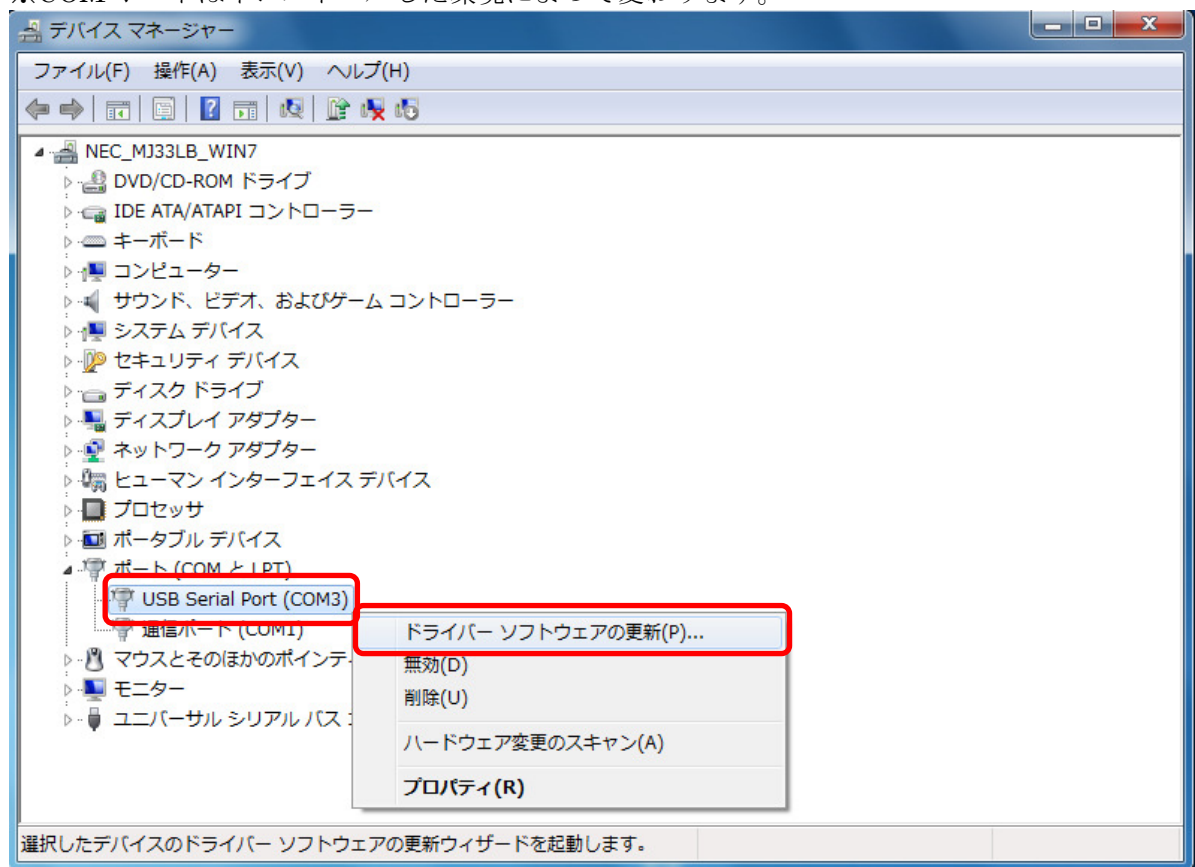 デバイス マネージャー
ファイル(F) 操作(A) 表示(V) ヘルプ(H)
NEC_MJ33LB_WIN7
DVD/CD-ROM ドライブ
IDE ATA/ATAPI コントローラー
キーボード
コンピューター
サウンド、ビデオ、およびゲーム コントローラー
システム デバイス
セキュリティ デバイス
ディスク ドライブ
ディスプレイ アダプター
ネットワーク アダプター
ヒューマン インターフェイス デバイス
プロセッサ
ポータブル デバイス
ポート (COM と LPT)
USB Serial Port (COM3)
通信ポート (COM1)
マウスとそのほかのポインティ
モニター
ユニバーサル シリアル バス コ
ドライバー ソフトウェアの更新(P)...
無効(D)
削除(U)
ハードウェア変更のスキャン(A)
プロパティ(R)
選択したデバイスのドライバー ソフトウェアの更新ウィザードを起動します。